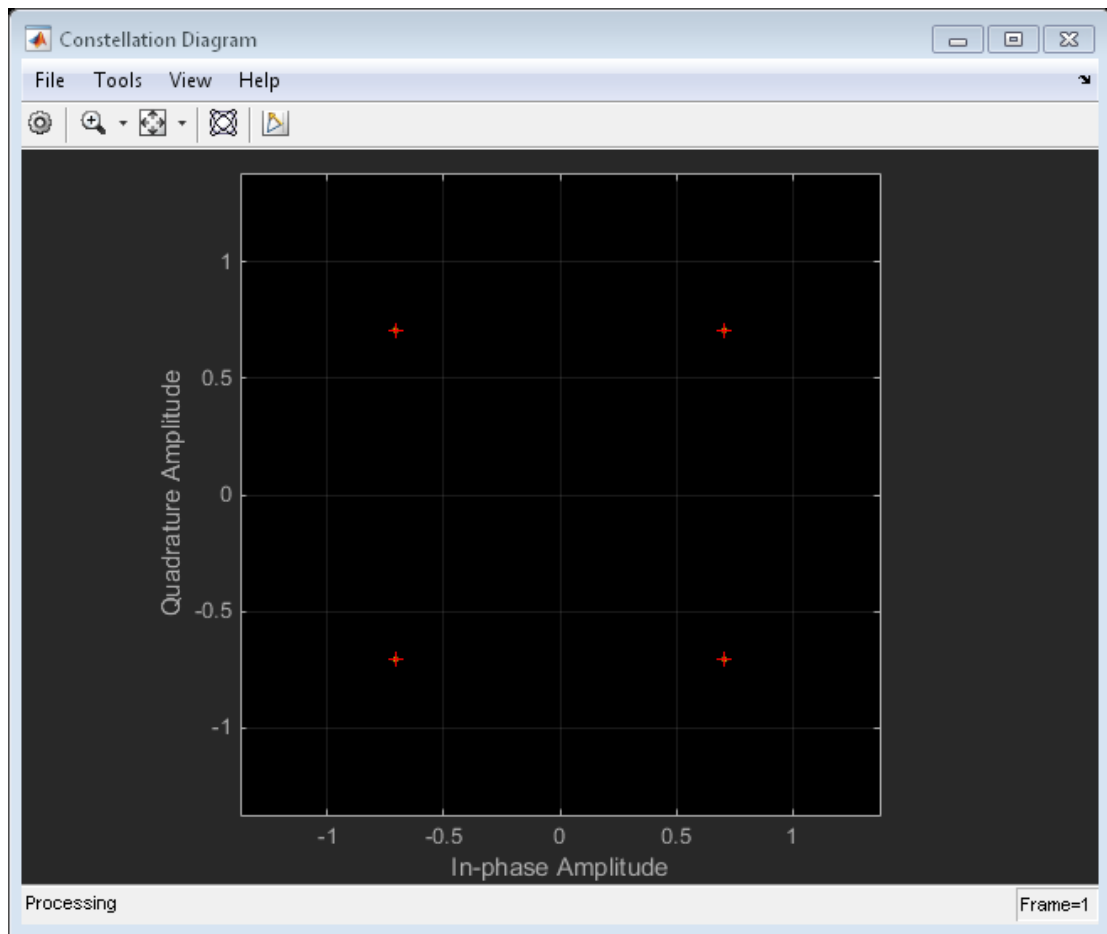 Constellation Diagram
File Tools View Help
1
0.5
0
-0.5
-1
Quadrature Amplitude
-1 -0.5 0 0.5 1
In-phase Amplitude
Processing Frame=1